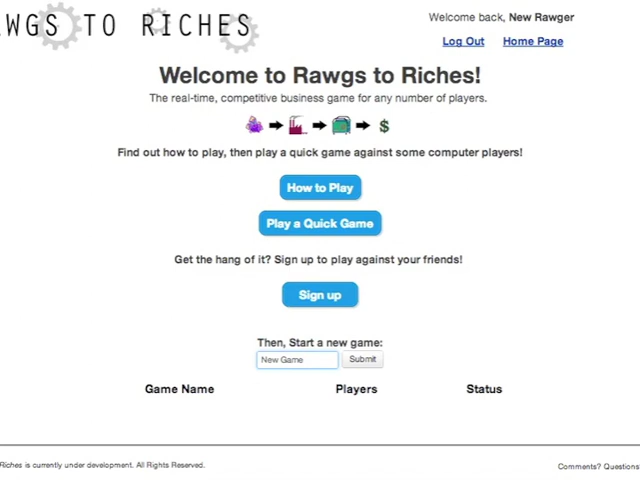 WGS TO RICHES
Welcome back, New Rawger
Log Out Home Page
Welcome to Rawgs to Riches!
The real-time, competitive business game for any number of players.
$
Find out how to play, then play a quick game against some computer players!
How to Play
Play a Quick Game
Get the hang of it? Sign up to play against your friends!
Sign up
Then, Start a new game:
New Game Submit
Game Name Players Status
Riches is currently under development. All Rights Reserved.
Comments? Questions?